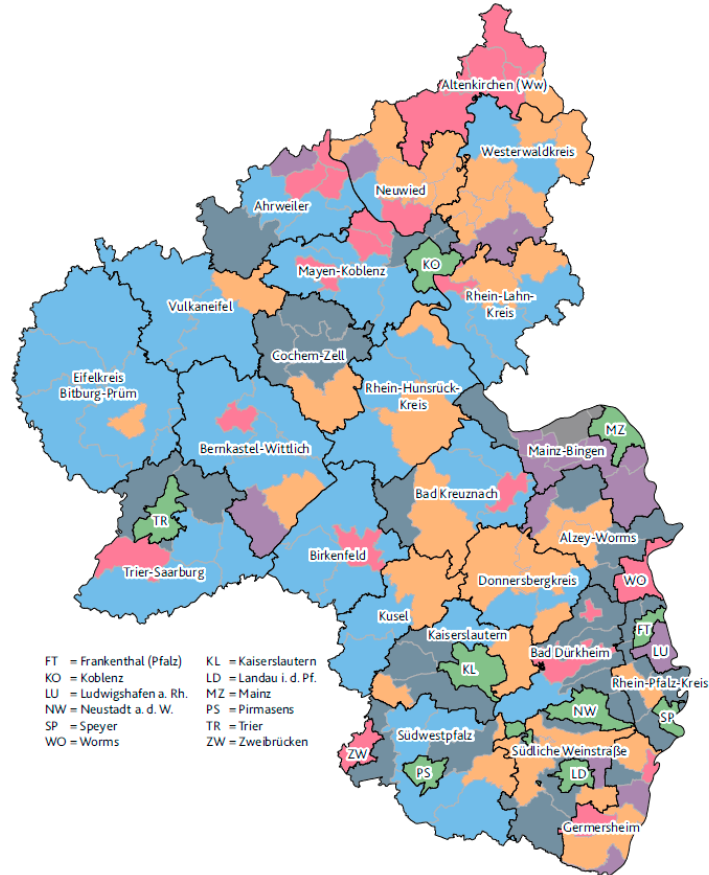 Altenkirchen (Ww)
Westerwaldkreis
Neuwied
Ahrweiler
KO
Mayen-Koblenz
Rhein-Lahn-
Kreis
Vulkaneifel
Cochem-Zell
Eifelkreis
Bitburg-Prüm
Rhein-Hunsrück-
Kreis
MZ
Bernkastel-Wittlich
Mainz-Bingen
Bad Kreuznach
TR
Alzey-Worms
Birkenfeld
Trier-Saarburg
Donnersbergkreis
WO
Kusel
Kaiserslautern
FT
Bad Dürkheim
LU
KL
Rhein-Pfalz-Kreis
NW
SP
Südwestpfalz
ZW
Südliche Weinstraße
PS
LD
Germersheim
FT = Frankenthal (Pfalz)
KO = Koblenz
LU = Ludwigshafen a. Rh.
NW = Neustadt a. d. W.
SP = Speyer
WO = Worms
KL = Kaiserslautern
LD = Landau i. d. Pf.
MZ = Mainz
PS = Pirmasens
TR = Trier
ZW = Zweibrücken